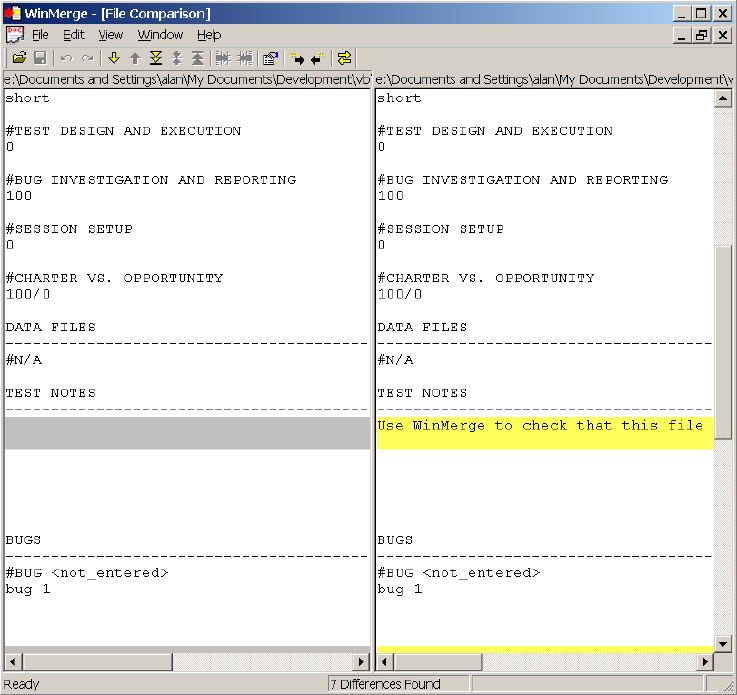 WinMerge - [File Comparison]
File Edit View Window Help
e:\Documents and Settings\alan\My Documents\Development\vb
short
#TEST DESIGN AND EXECUTION
0
#BUG INVESTIGATION AND REPORTING
100
#SESSION SETUP
0
#CHARTER VS. OPPORTUNITY
100/0
DATA FILES
-----------------------------------------
#N/A
TEST NOTES
-----------------------------------------
BUGS
-----------------------------------------
#BUG <not_entered>
bug 1
e:\Documents and Settings\alan\My Documents\Development\v
short
#TEST DESIGN AND EXECUTION
0
#BUG INVESTIGATION AND REPORTING
100
#SESSION SETUP
0
#CHARTER VS. OPPORTUNITY
100/0
DATA FILES
--------------------------------------
#N/A
TEST NOTES
--------------------------------------
Use WinMerge to check that this file
BUGS
--------------------------------------
#BUG <not_entered>
bug 1
Ready
7 Differences Found